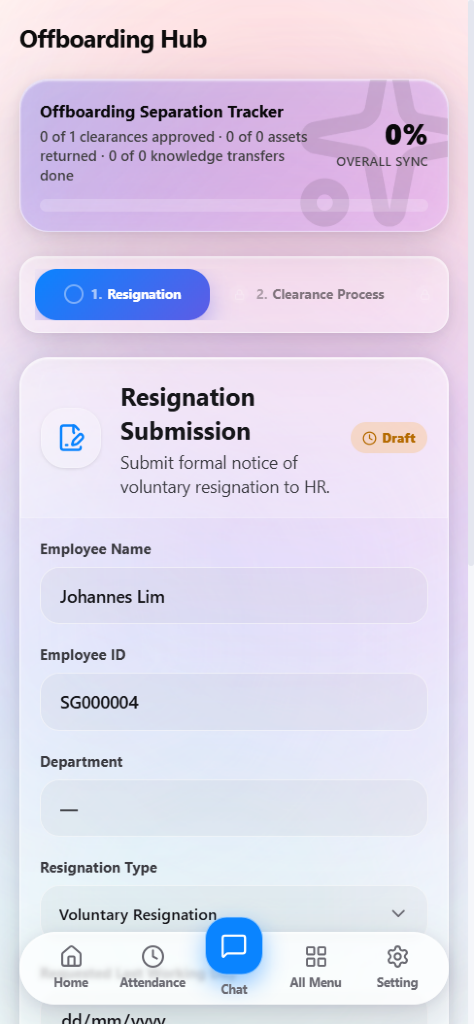 Offboarding Hub
Offboarding Separation Tracker
0 of 1 clearances approved · 0 of 0 assets
returned · 0 of 0 knowledge transfers
done
0%
OVERALL SYNC
1. Resignation
2. Clearance Process
Resignation
Submission
Submit formal notice of
voluntary resignation to HR.
Draft
Employee Name
Johannes Lim
Employee ID
SG000004
Department
—
Resignation Type
Voluntary Resignation
Home
Attendance
Chat
All Menu
Setting
dd/mm/yyyy